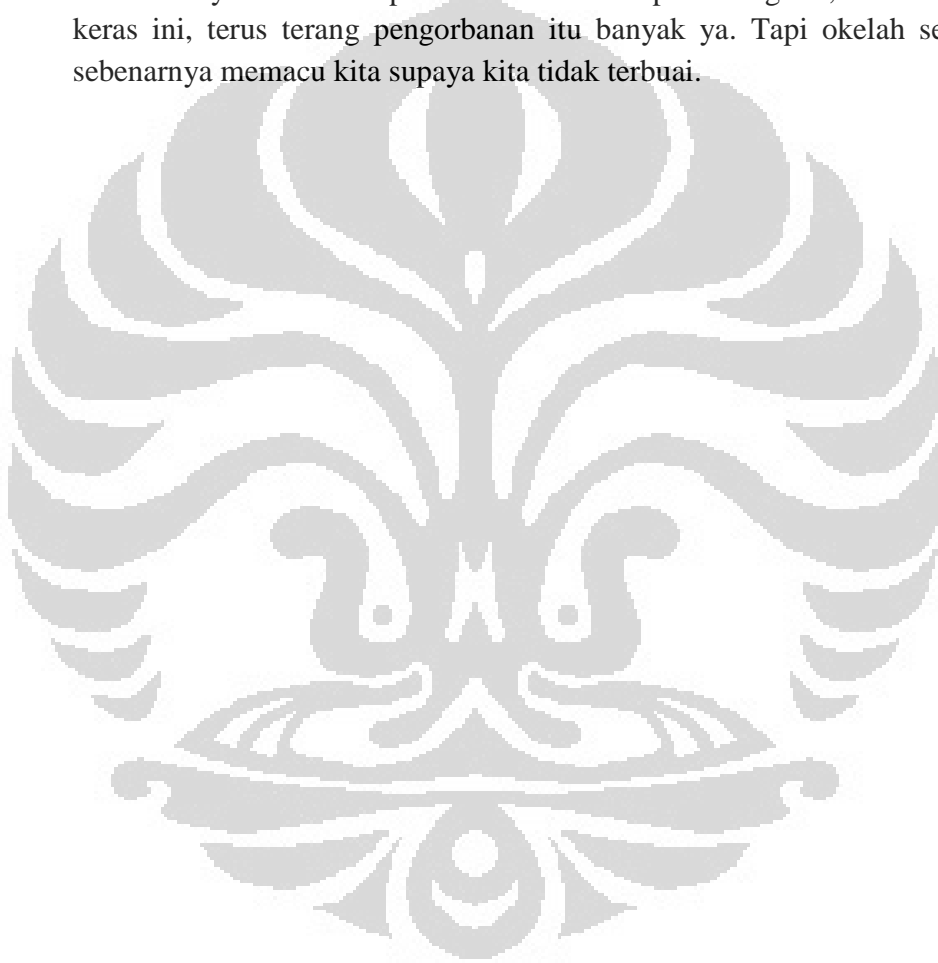 keras ini, terus terang pengorbanan itu banyak ya. Tapi okelah se
sebenarnya memacu kita supaya kita tidak terbuai.